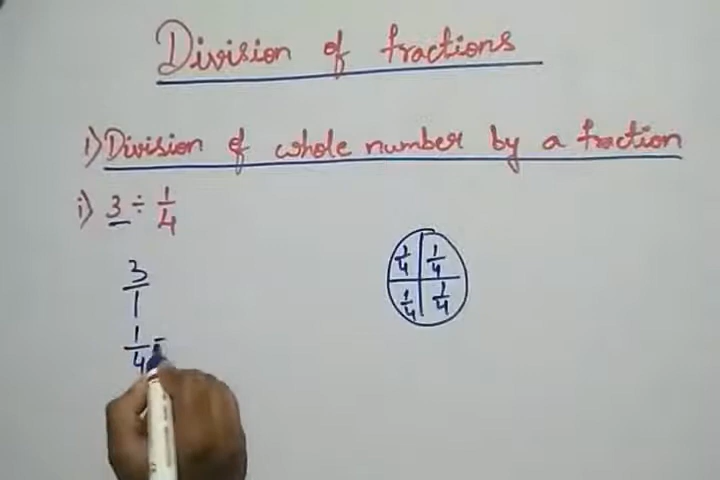 Division of fractions
1) Division of whole number by a fraction
i) 3 ÷ 1/4
3/1
1/4 =
1/4 1/4
1/4 1/4